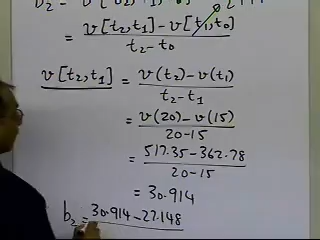 = v[t₂,t₁] - v[t₁,t₀] / t₂ - t₀
v[t₂,t₁] = v(t₂) - v(t₁) / t₂ - t₁
= v(20) - v(15) / 20 - 15
= 517.35 - 362.78 / 20 - 15
= 30.914
b₂ = 30.914 - 27.148